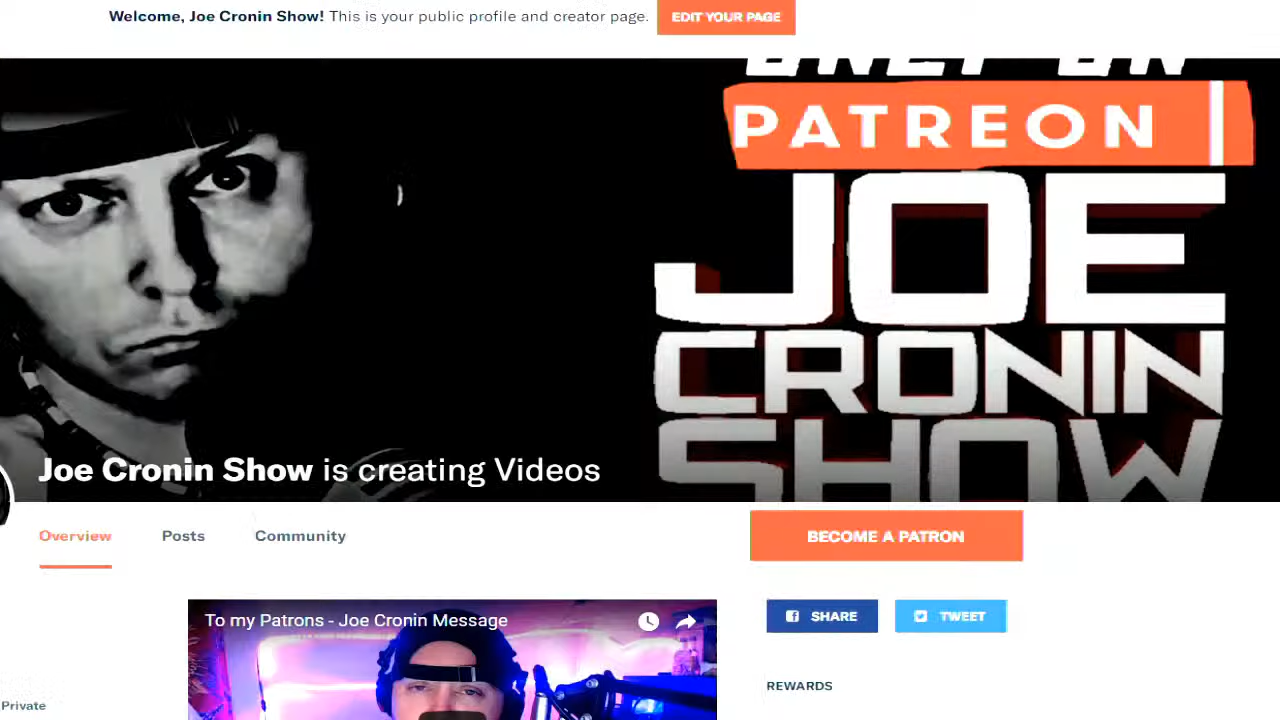 Welcome, Joe Cronin Show! This is your public profile and creator page.
EDIT YOUR PAGE
ONLY ON
PATREON
JOE
CRONIN
SHOW
Joe Cronin Show is creating Videos
Overview
Posts
Community
BECOME A PATRON
To my Patrons - Joe Cronin Message
SHARE
TWEET
REWARDS
Private